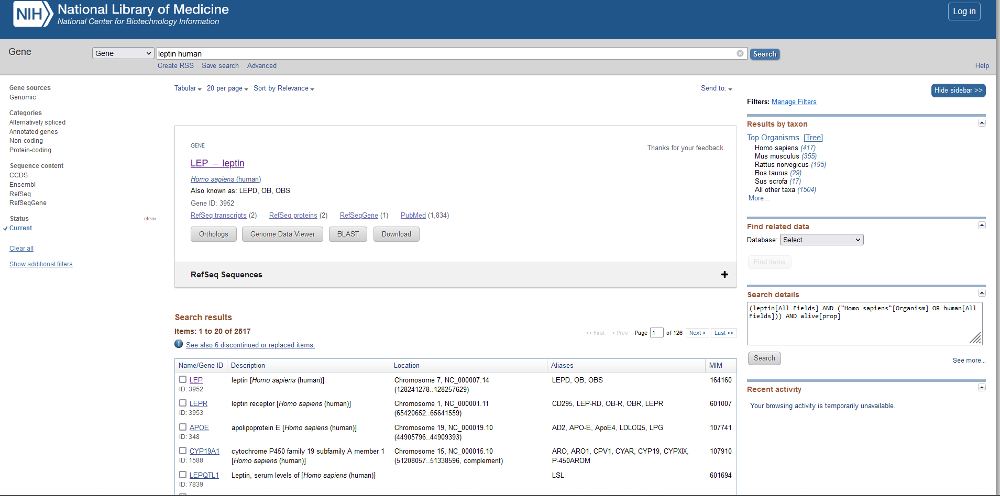 NIH National Library of Medicine
National Center for Biotechnology Information
Log in
Gene
Gene
leptin human
Search
Create RSS Save search Advanced
Help
Gene sources
Genomic
Categories
Alternatively spliced
Annotated genes
Non-coding
Protein-coding
Sequence content
CCDS
Ensembl
RefSeq
RefSeqGene
Status clear
Current
Clear all
Show additional filters
Tabular 20 per page Sort by Relevance
Send to:
GENE
Thanks for your feedback
LEP – leptin
Homo sapiens (human)
Also known as: LEPD, OB, OBS
Gene ID: 3952
RefSeq transcripts (2) RefSeq proteins (2) RefSeqGene (1) PubMed (1,834)
Orthologs Genome Data Viewer BLAST Download
RefSeq Sequences
Search results
Items: 1 to 20 of 2517
<< First < Prev Page 1 of 126 Next > Last >>
See also 6 discontinued or replaced items.
Name/Gene ID Description Location Aliases MIM
LEP leptin [Homo sapiens (human)] Chromosome 7, NC_000007.14 LEPD, OB, OBS 164160
ID: 3952 (128241278..128257629)
LEPR leptin receptor [Homo sapiens (human)] Chromosome 1, NC_000001.11 CD295, LEP-RD, OB-R, OBR, LEPR 601007
ID: 3953 (65420652..65641559)
APOE apolipoprotein E [Homo sapiens (human)] Chromosome 19, NC_000019.10 AD2, APO-E, ApoE4, LDLCQ5, LPG 107741
ID: 348 (44905796..44909393)
CYP19A1 cytochrome P450 family 19 subfamily A member 1 Chromosome 15, NC_000015.10 ARO, ARO1, CPV1, CYAR, CYP19, CYPXIX, 107910
ID: 1588 [Homo sapiens (human)] (51208057..51338596, complement) P-450AROM
LEPQTL1 Leptin, serum levels of [Homo sapiens (human)] LSL 601694
ID: 7839
Hide sidebar >>
Filters: Manage Filters
Results by taxon
Top Organisms [Tree]
Homo sapiens (417)
Mus musculus (355)
Rattus norvegicus (195)
Bos taurus (29)
Sus scrofa (17)
All other taxa (1504)
More...
Find related data
Database: Select
Find items
Search details
(leptin[All Fields] AND ("Homo sapiens"[Organism] OR human[All
Fields])) AND alive[prop]
Search
See more...
Recent activity
Your browsing activity is temporarily unavailable.